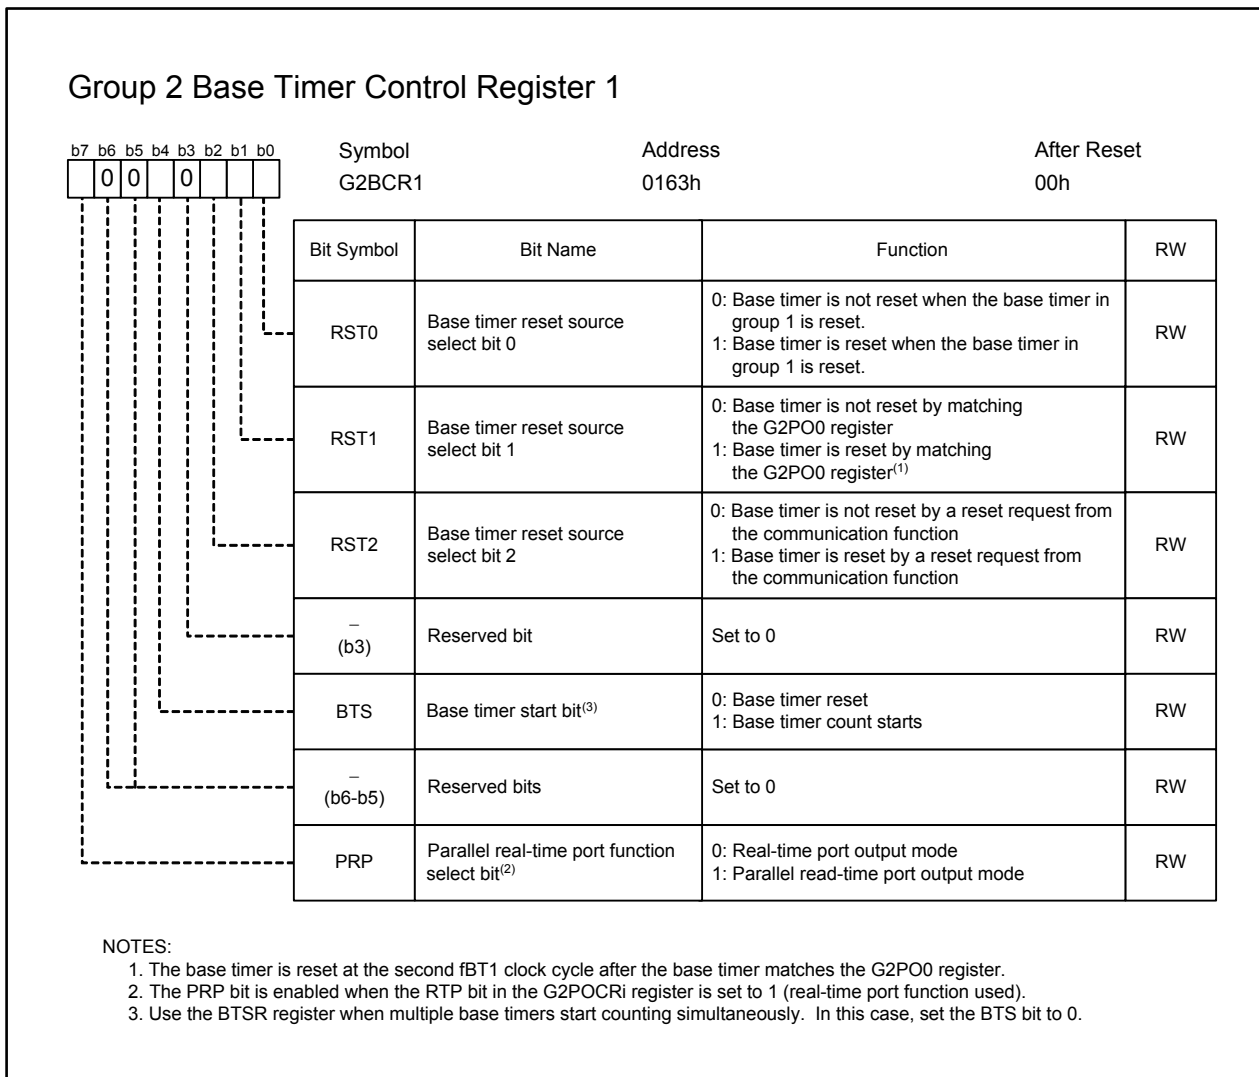 Group 2 Base Timer Control Register 1
b7 b6 b5 b4 b3 b2 b1 b0
0 0 0
Symbol Address After Reset
G2BCR1 0163h 00h
Bit Symbol Bit Name Function RW
RST0
Base timer reset source
select bit 0
0: Base timer is not reset when the base timer in
group 1 is reset.
1: Base timer is reset when the base timer in
group 1 is reset.
RW
RST1
Base timer reset source
select bit 1
0: Base timer is not reset by matching
the G2PO0 register
1: Base timer is reset by matching
the G2PO0 register(1)
RW
RST2
Base timer reset source
select bit 2
0: Base timer is not reset by a reset request from
the communication function
1: Base timer is reset by a reset request from
the communication function
RW
–
(b3)
Reserved bit
Set to 0
RW
BTS
Base timer start bit(3)
0: Base timer reset
1: Base timer count starts
RW
–
(b6-b5)
Reserved bits
Set to 0
RW
PRP
Parallel real-time port function
select bit(2)
0: Real-time port output mode
1: Parallel read-time port output mode
RW
NOTES:
1. The base timer is reset at the second fBT1 clock cycle after the base timer matches the G2PO0 register.
2. The PRP bit is enabled when the RTP bit in the G2POCRi register is set to 1 (real-time port function used).
3. Use the BTSR register when multiple base timers start counting simultaneously. In this case, set the BTS bit to 0.